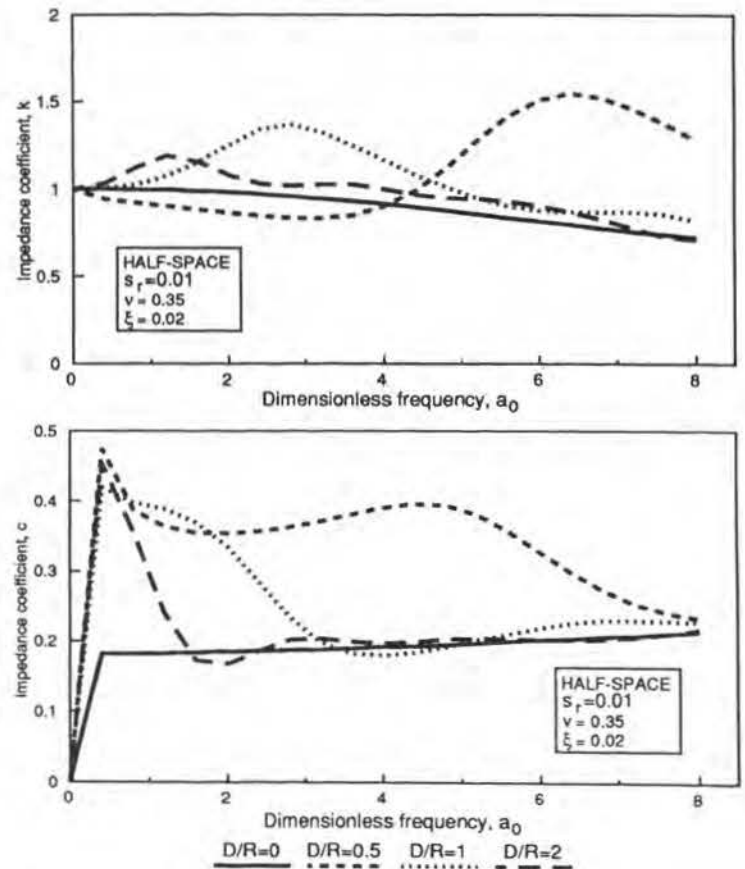 2
1.5
1
0.5
0
Impedance coefficient, k
HALF-SPACE
s_r=0.01
ν = 0.35
ξ = 0.02
0 2 4 6 8
Dimensionless frequency, a_0
0.5
0.4
0.3
0.2
0.1
0
impedance coefficient, c
HALF-SPACE
s_r=0.01
ν = 0.35
ξ = 0.02
0 2 4 6 8
Dimensionless frequency, a_0
D/R=0 D/R=0.5 D/R=1 D/R=2